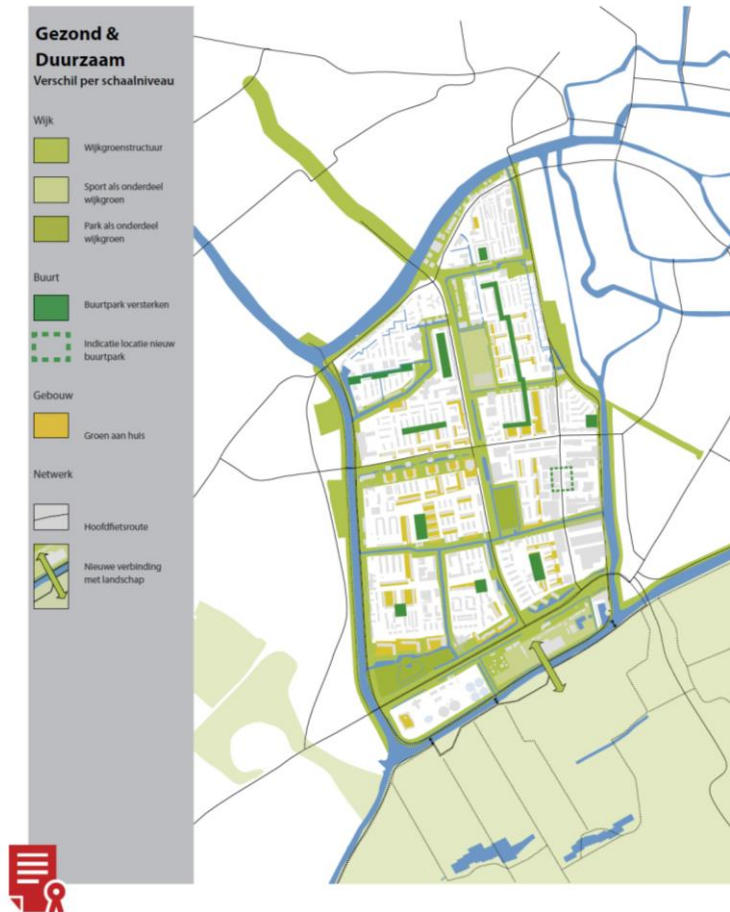 Gezond &
Duurzaam
Verschil per schaalniveau
Wijk
Wijkgroenstructuur
Sport als onderdeel
wijkgroen
Park als onderdeel
wijkgroen
Buurt
Buurtpark versterken
Indicatie locatie nieuw
buurtpark
Gebouw
Groen aan huis
Netwerk
Hoofdfietsroute
Nieuwe verbinding
met landschap